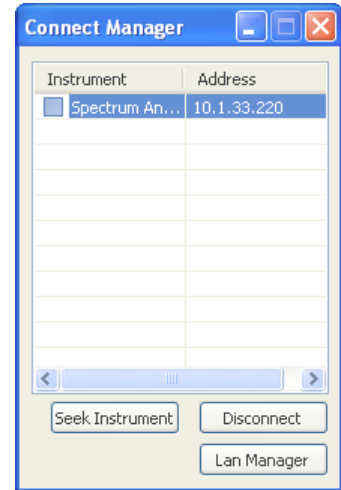 Connect Manager
Instrument Address
Spectrum An... 10.1.33.220
Seek Instrument Disconnect
Lan Manager